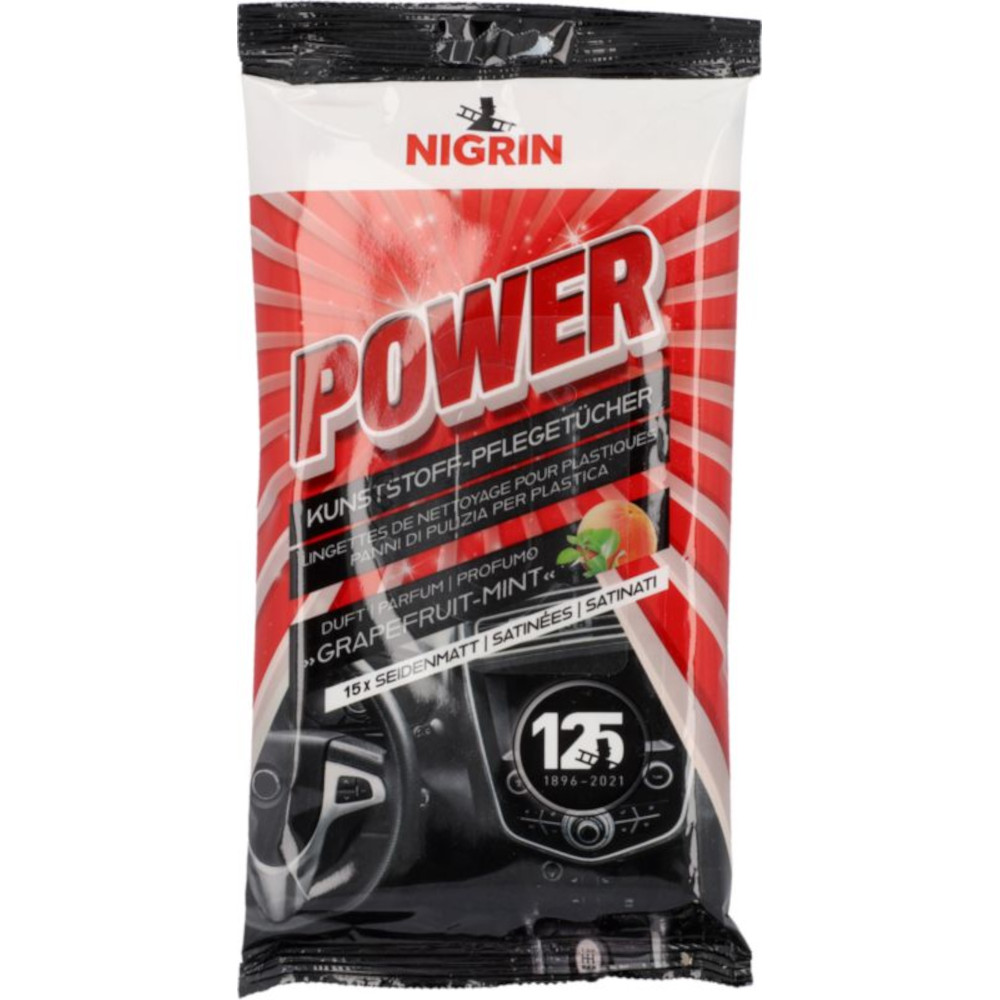 NIGRIN
POWER
KUNSTSTOFF-PFLEGETÜCHER
LINGETTES DE NETTOYAGE POUR PLASTIQUES
PANNI DI PULIZIA PER PLASTICA
DUFT | PARFUM | PROFUMO
»GRAPEFRUIT-MINT«
15x SEIDENMATT | SATINÉES | SATINATI
125
1896-2021